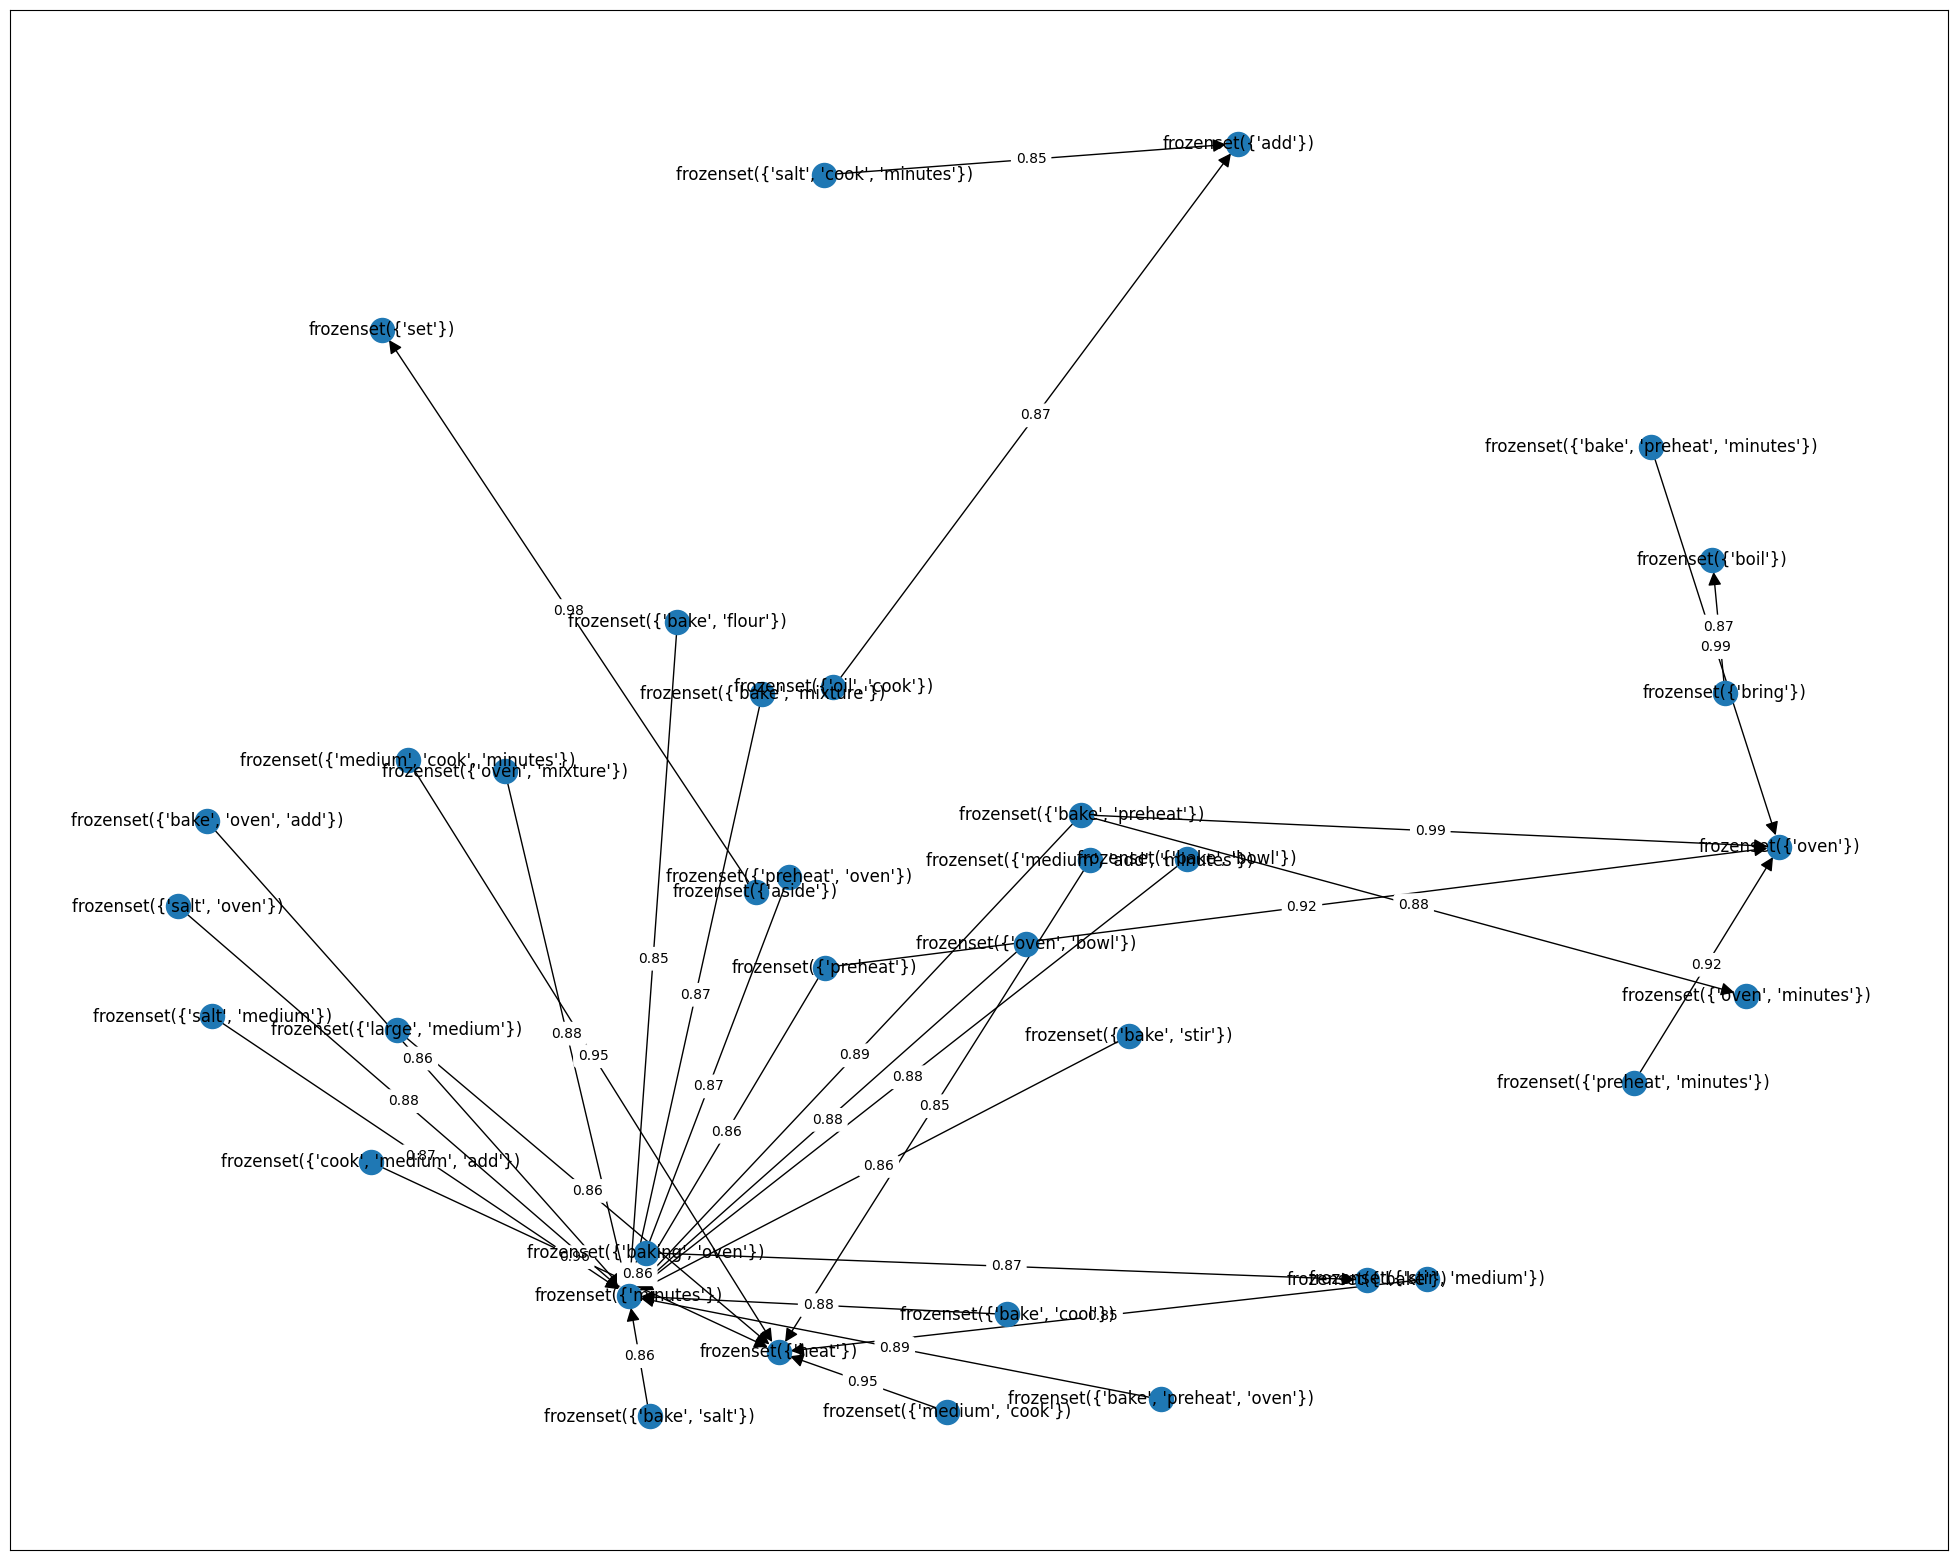 frozenset({'add'})
0.85
frozenset({'salt', 'cook', 'minutes'})
frozenset({'set'})
0.87
frozenset({'bake', 'preheat', 'minutes'})
frozenset({'boil'})
0.98
frozenset({'bake', 'flour'})
0.87
0.99
frozenset({'oil', 'cook'})
frozenset({'bake', 'mixture'})
frozenset({'bring'})
frozenset({'medium', 'cook', 'minutes'})
frozenset({'oven', 'mixture'})
frozenset({'bake', 'oven', 'add'})
frozenset({'bake', 'preheat'})
0.99
frozenset({'oven'})
frozenset({'medium', 'add', 'minutes'})
frozenset({'bake', 'bowl'})
frozenset({'preheat', 'oven'})
frozenset({'aside'})
frozenset({'salt', 'oven'})
0.92
0.88
frozenset({'oven', 'bowl'})
0.85
frozenset({'preheat'})
0.92
0.87
frozenset({'oven', 'minutes'})
frozenset({'salt', 'medium'})
frozenset({'large', 'medium'})
0.88
frozenset({'bake', 'stir'})
0.86
0.95
0.89
0.88
0.87
frozenset({'preheat', 'minutes'})
0.88
0.85
0.88
0.86
0.87
frozenset({'cook', 'medium', 'add'})
0.86
0.86
frozenset({'baking', 'oven'})
0.96
0.87
0.86
frozenset({'bake'})
frozenset({'stir', 'medium'})
frozenset({'minutes'})
0.88
frozenset({'bake', 'cool'})
0.85
frozenset({'heat'})
0.89
0.86
0.95
frozenset({'bake', 'preheat', 'oven'})
frozenset({'medium', 'cook'})
frozenset({'bake', 'salt'})